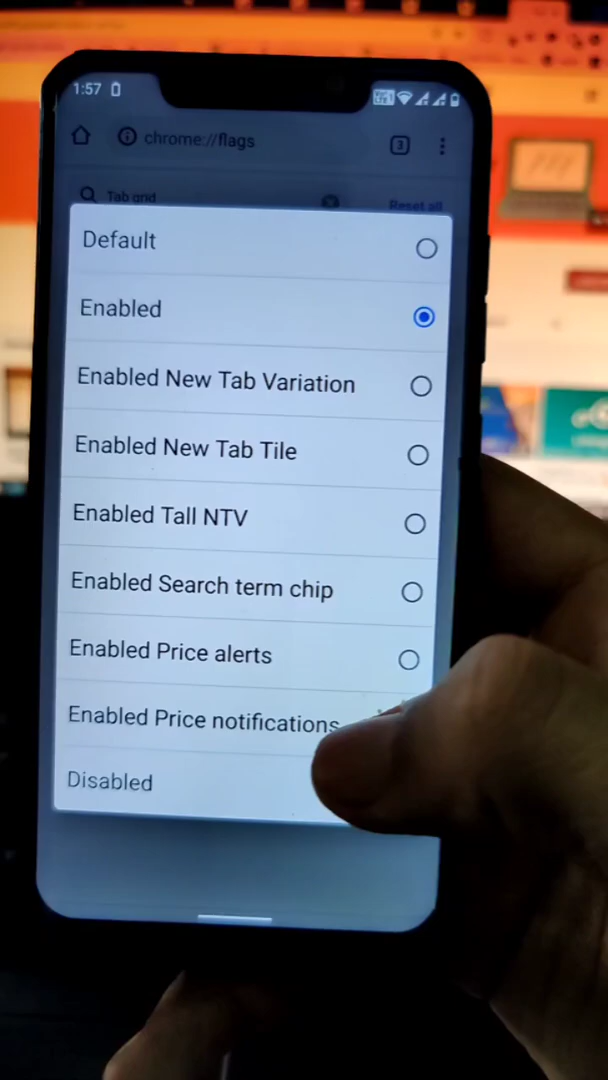 1:57
chrome://flags
3
Tab grid
Reset all
Default
Enabled
Enabled New Tab Variation
Enabled New Tab Tile
Enabled Tall NTV
Enabled Search term chip
Enabled Price alerts
Enabled Price notifications
Disabled